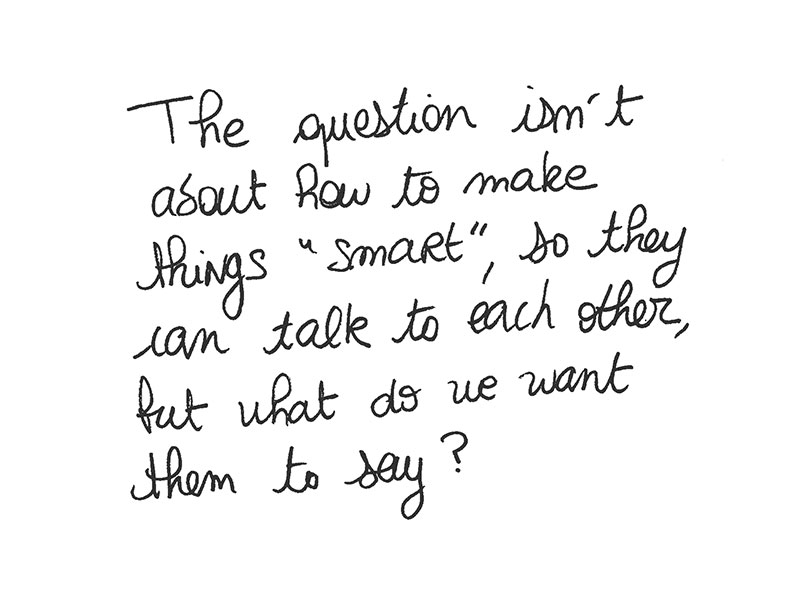 The question isn't
about how to make
things "smart", so they
can talk to each other,
but what do we want
them to say?